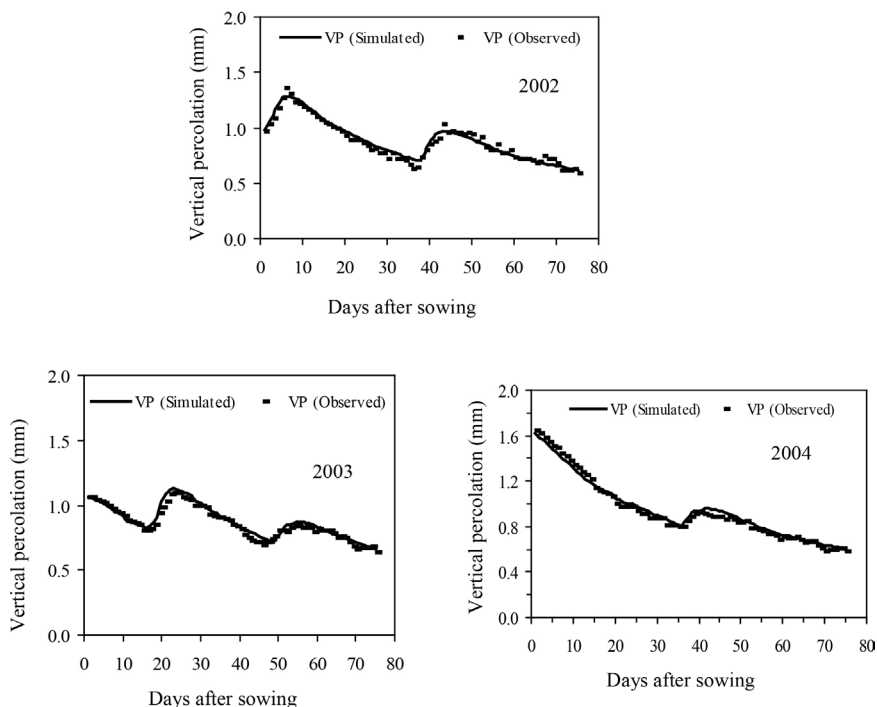 2.0
VP (Simulated) VP (Observed)
1.5
2002
1.0
0.5
0.0
Vertical percolation (mm)
0 10 20 30 40 50 60 70 80
Days after sowing
2.0
VP (Simulated) VP (Observed)
1.5
2003
1.0
0.5
0.0
Vertical percolation (mm)
0 10 20 30 40 50 60 70 80
Days after sowing
2.0
VP (Simulated) VP (Observed)
1.6
2004
1.2
0.8
0.4
0.0
Vertical percolation (mm)
0 10 20 30 40 50 60 70 80
Days after sowing